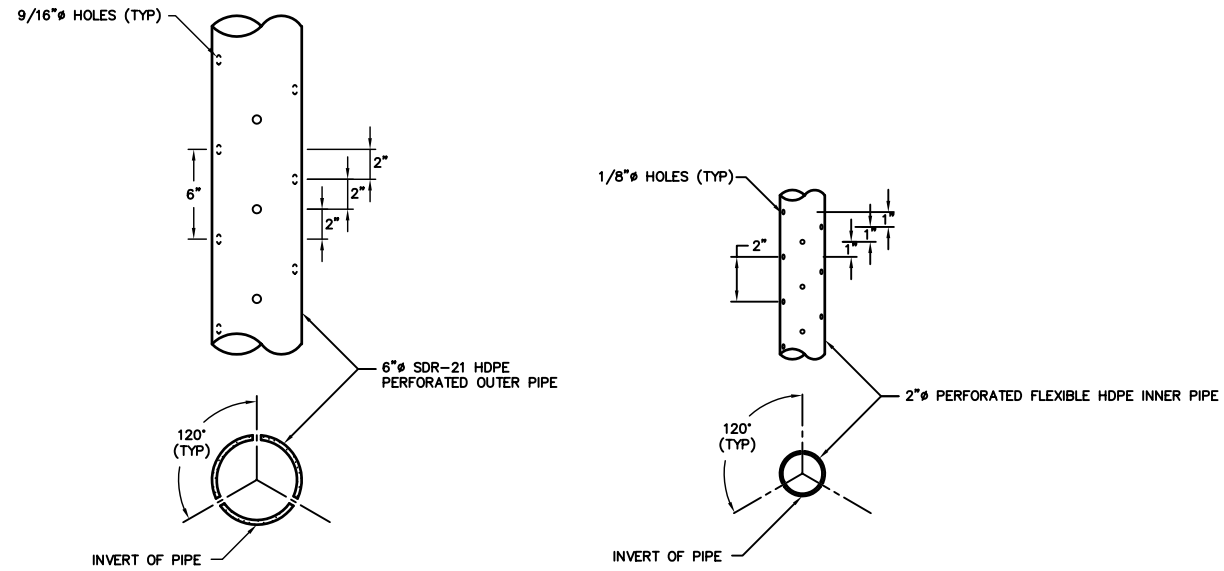 9/16"ø HOLES (TYP)
6"
2"
2"
2"
6"ø SDR-21 HDPE
PERFORATED OUTER PIPE
120°
(TYP)
INVERT OF PIPE
1/8"ø HOLES (TYP)
1"
1"
1"
2"
2"ø PERFORATED FLEXIBLE HDPE INNER PIPE
120°
(TYP)
INVERT OF PIPE